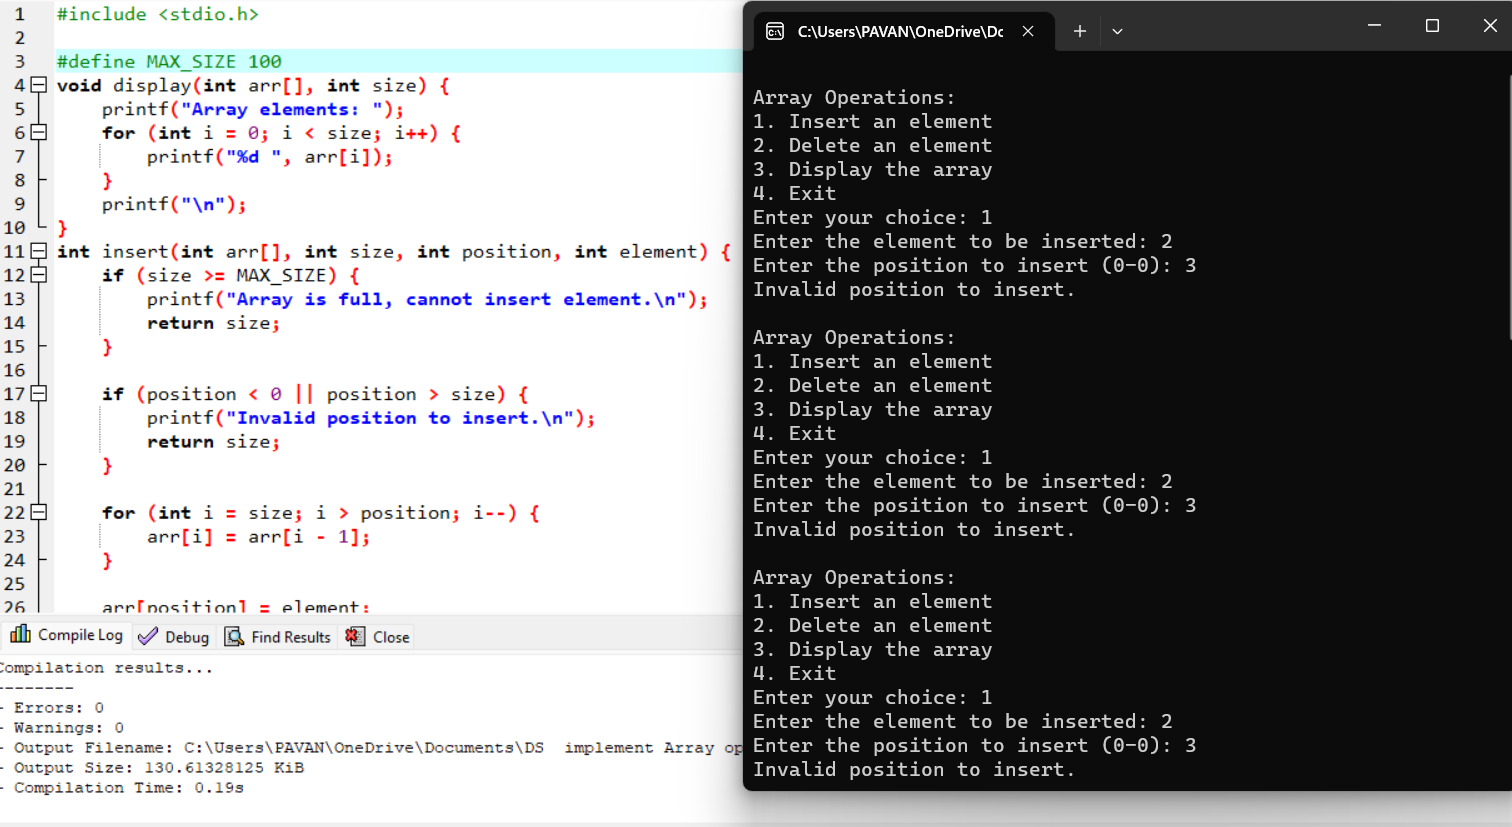 1 #include <stdio.h>
2
3 #define MAX_SIZE 100
4 void display(int arr[], int size) {
5 printf("Array elements: ");
6 for (int i = 0; i < size; i++) {
7 printf("%d ", arr[i]);
8 }
9 printf("\n");
10 }
11 int insert(int arr[], int size, int position, int element) {
12 if (size >= MAX_SIZE) {
13 printf("Array is full, cannot insert element.\n");
14 return size;
15 }
16
17 if (position < 0 || position > size) {
18 printf("Invalid position to insert.\n");
19 return size;
20 }
21
22 for (int i = size; i > position; i--) {
23 arr[i] = arr[i - 1];
24 }
25
26 arr[position] = element;
Compile Log Debug Find Results Close
Compilation results...
--------
- Errors: 0
- Warnings: 0
- Output Filename: C:\Users\PAVAN\OneDrive\Documents\DS  implement Array op
- Output Size: 130.61328125 KiB
- Compilation Time: 0.19s
C:\Users\PAVAN\OneDrive\Dc
Array Operations:
1. Insert an element
2. Delete an element
3. Display the array
4. Exit
Enter your choice: 1
Enter the element to be inserted: 2
Enter the position to insert (0-0): 3
Invalid position to insert.
Array Operations:
1. Insert an element
2. Delete an element
3. Display the array
4. Exit
Enter your choice: 1
Enter the element to be inserted: 2
Enter the position to insert (0-0): 3
Invalid position to insert.
Array Operations:
1. Insert an element
2. Delete an element
3. Display the array
4. Exit
Enter your choice: 1
Enter the element to be inserted: 2
Enter the position to insert (0-0): 3
Invalid position to insert.